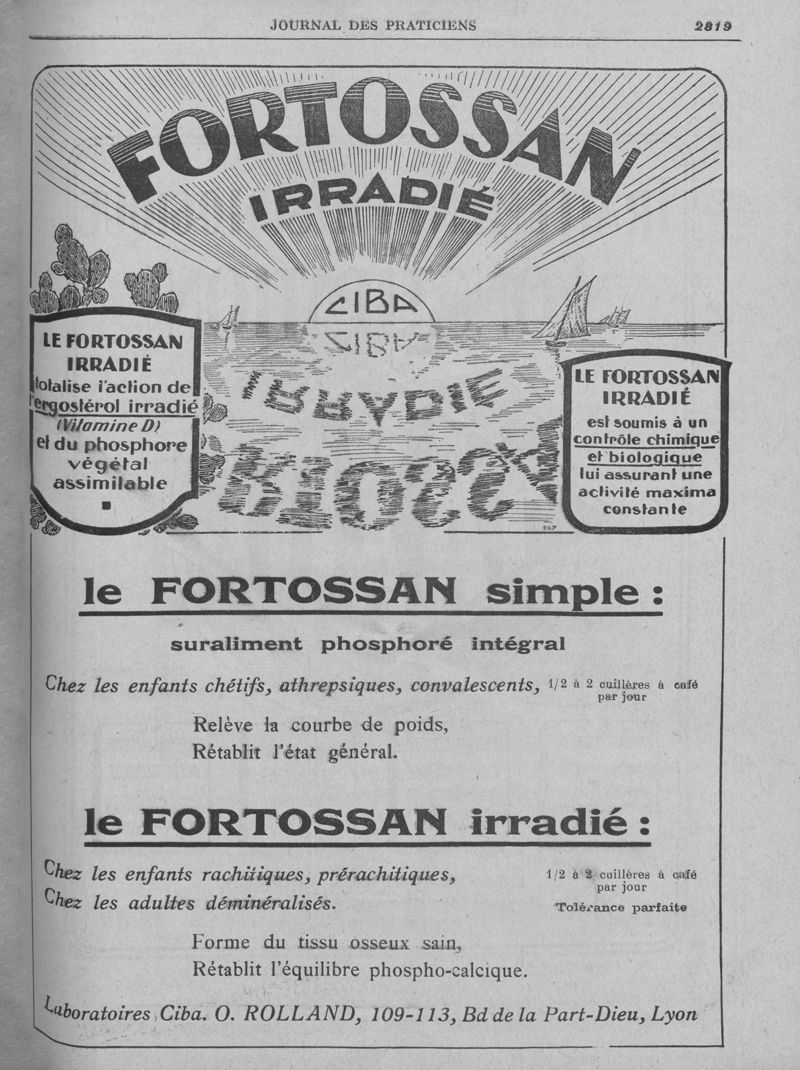 JOURNAL DES PRATICIENS
2819
FORTOSSAN
IRRADIÉ
CIBA
CIBA
IRRADIE
LE FORTOSSAN
IRRADIÉ
totalise l'action de
l'ergostérol irradié
(Vitamine D)
et du phosphore
végétal
assimilable
LE FORTOSSAN
IRRADIÉ
est soumis à un
contrôle chimique
et biologique
lui assurant une
activité maxima
constante
le FORTOSSAN simple :
suraliment phosphoré intégral
Chez les enfants chétifs, athrepsiques, convalescents, 1/2 à 2 cuillères à café
par jour
Relève la courbe de poids,
Rétablit l'état général.
le FORTOSSAN irradié :
Chez les enfants rachitiques, prérachitiques, 1/2 à 2 cuillères à café
par jour
Chez les adultes déminéralisés. Tolérance parfaite
Forme du tissu osseux sain,
Rétablit l'équilibre phospho-calcique.
Laboratoires Ciba. O. ROLLAND, 109-113, Bd de la Part-Dieu, Lyon